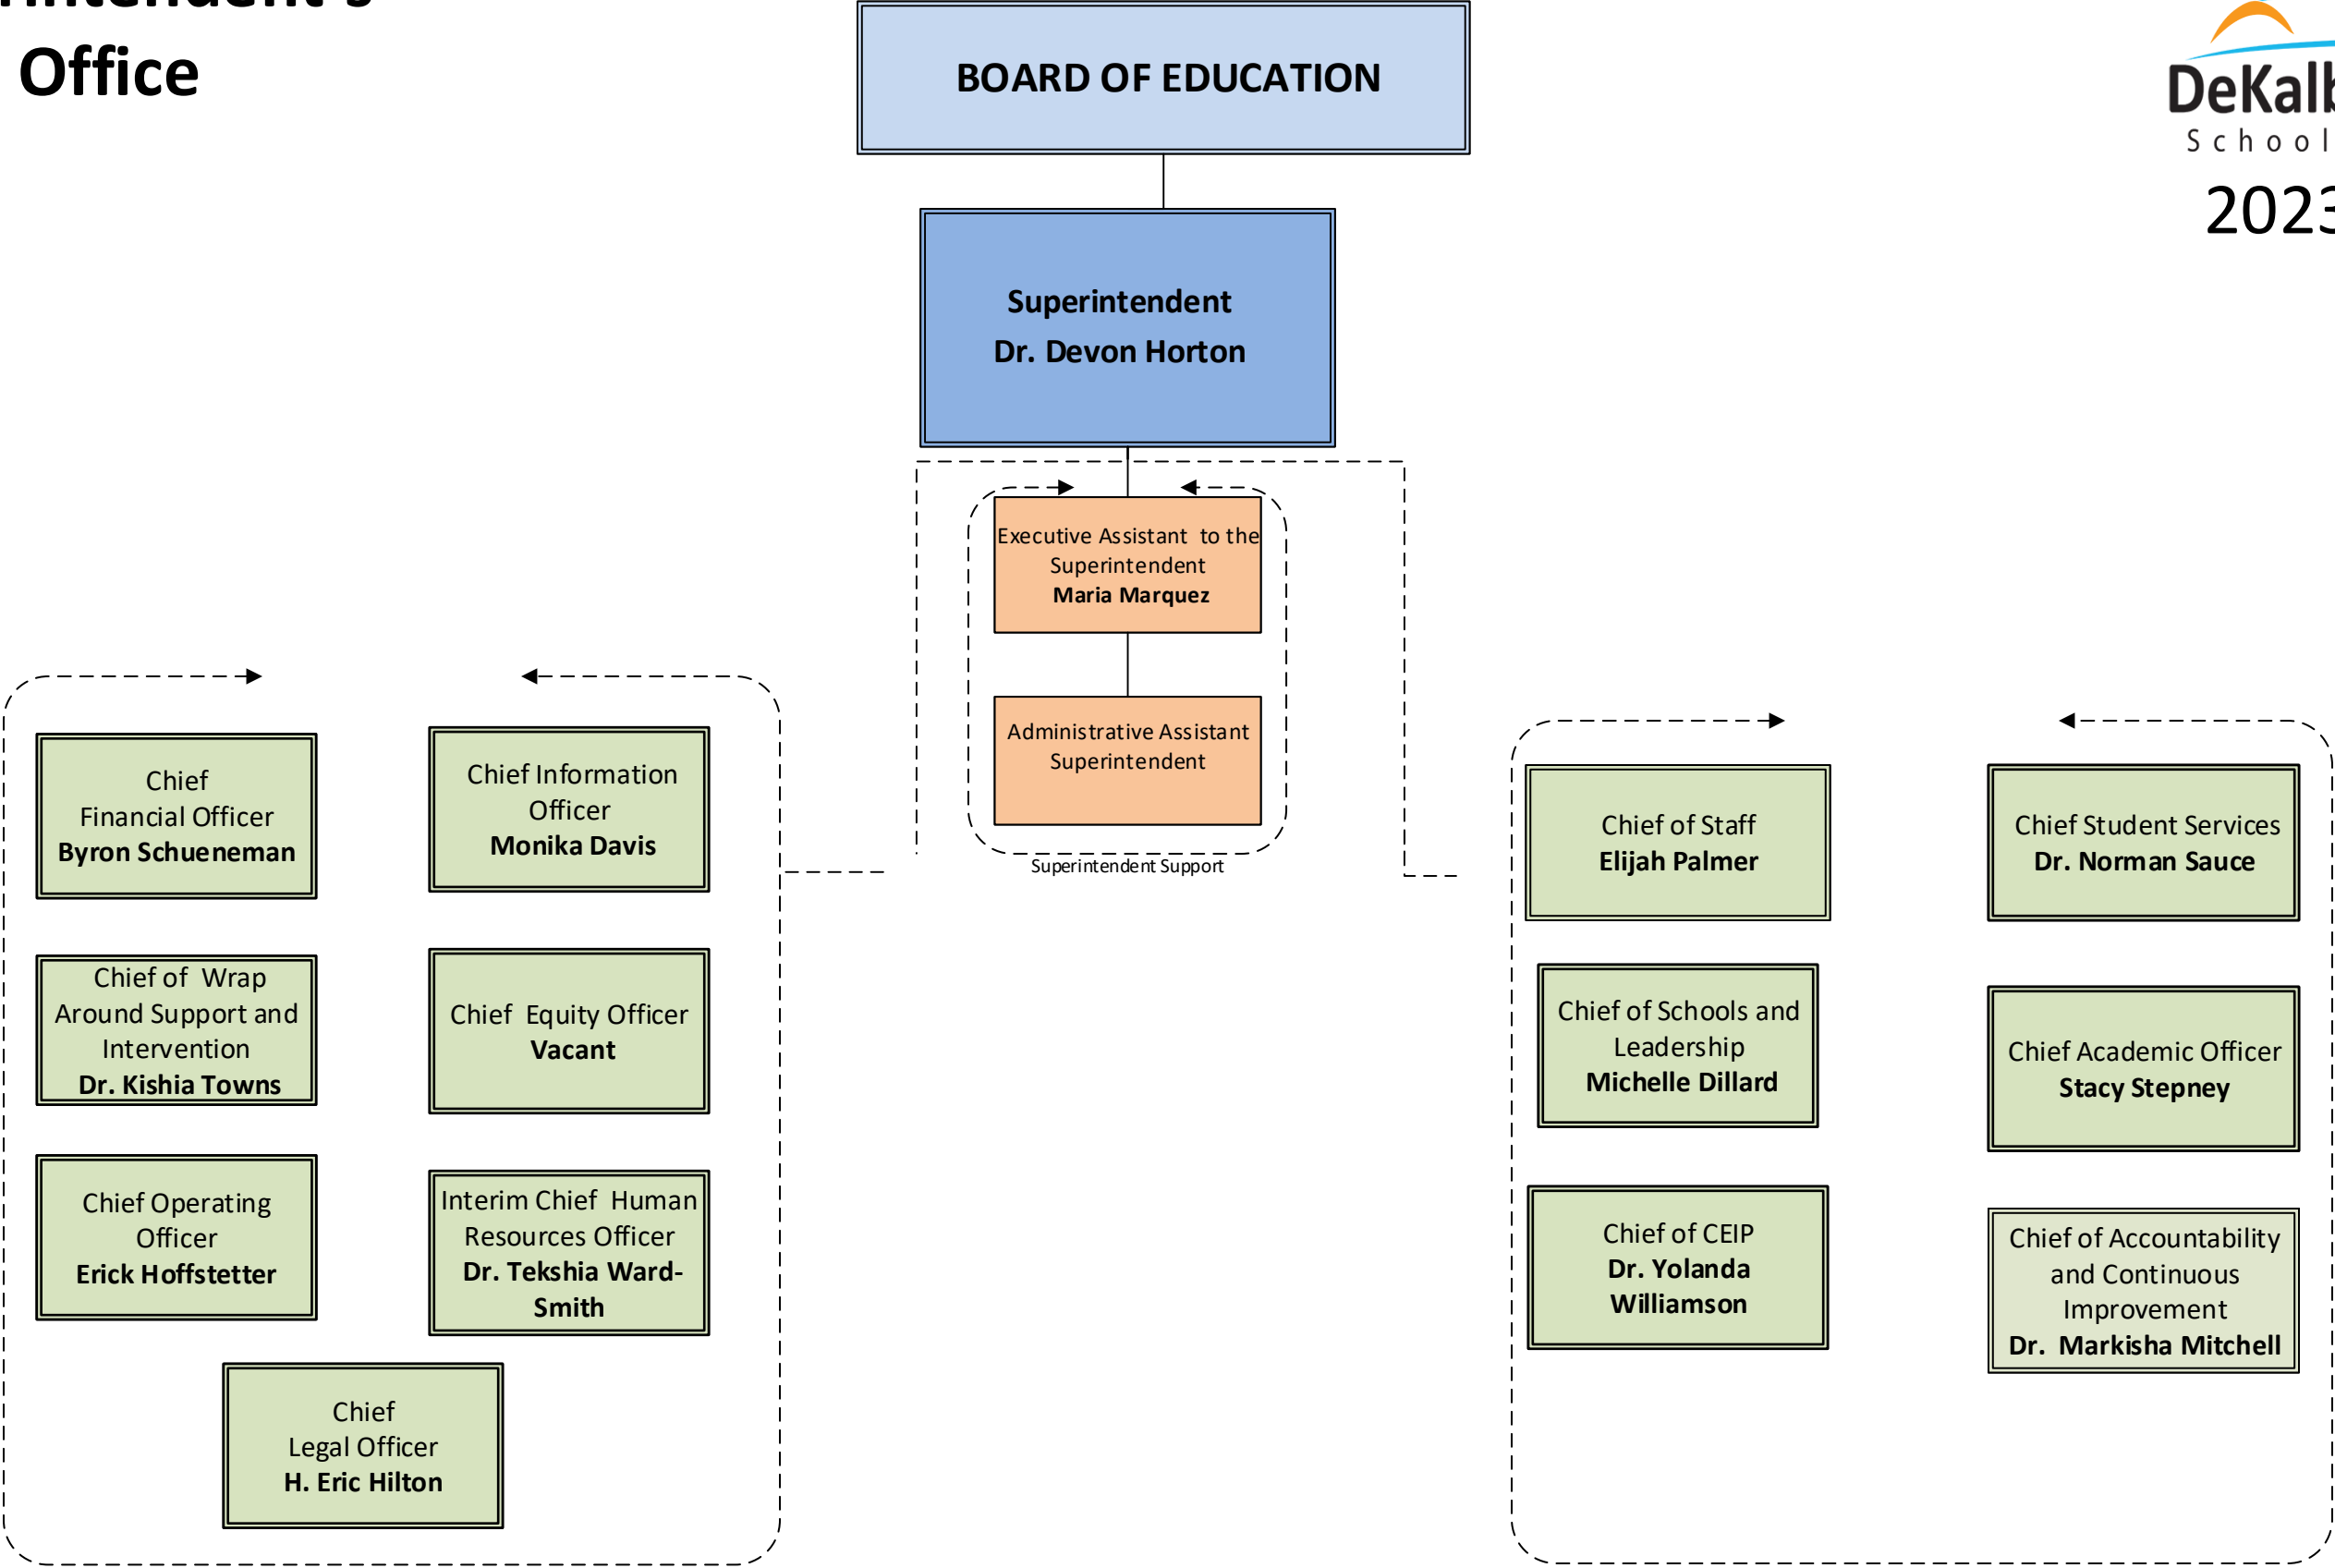 Office
BOARD OF EDUCATION
DeKalb
School
2023
Superintendent
Dr. Devon Horton
Executive Assistant to the
Superintendent
Maria Marquez
Administrative Assistant
Superintendent
Superintendent Support
Chief
Financial Officer
Byron Schueneman
Chief Information
Officer
Monika Davis
Chief of Wrap
Around Support and
Intervention
Dr. Kishia Towns
Chief Equity Officer
Vacant
Chief Operating
Officer
Erick Hoffstetter
Interim Chief Human
Resources Officer
Dr. Tekshia Ward-
Smith
Chief
Legal Officer
H. Eric Hilton
Chief of Staff
Elijah Palmer
Chief Student Services
Dr. Norman Sauce
Chief of Schools and
Leadership
Michelle Dillard
Chief Academic Officer
Stacy Stepney
Chief of CEIP
Dr. Yolanda
Williamson
Chief of Accountability
and Continuous
Improvement
Dr. Markisha Mitchell